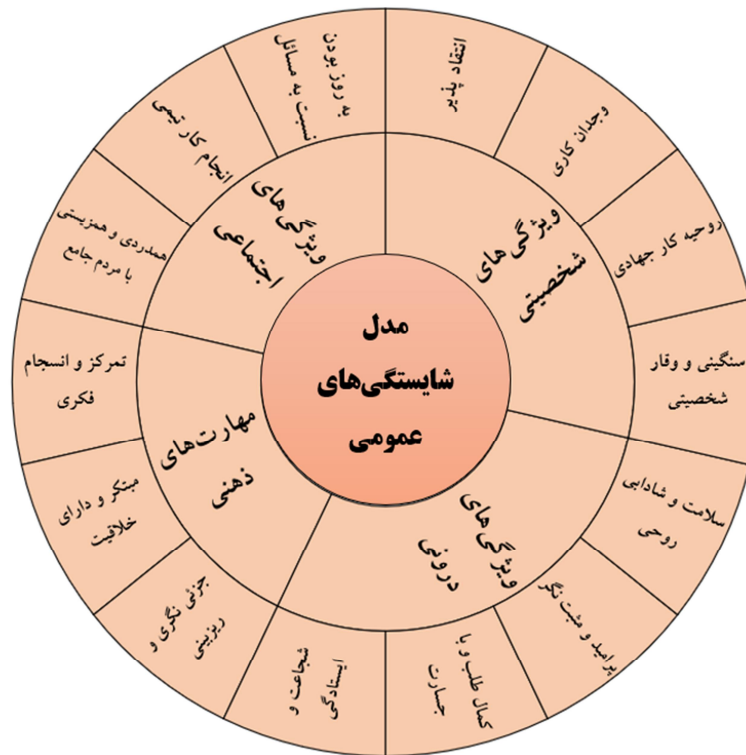 مدل
شایستگی‌های
عمومی
ویژگی های
شخصیتی
انتقاد پذیر
وجدان کاری
روحیه کار جهادی
سنگینی و وقار
شخصیتی
ویژگی های
درونی
سلامت و شادابی
روحی
پرامید و مثبت نگر
کمال طلب و با
جسارت
شجاعت و
ایستادگی
مهارت‌های
ذهنی
جزئی نگری و
ریزبینی
مبتکر و دارای
خلاقیت
تمرکز و انسجام
فکری
ویژگی های
اجتماعی
همدردی و همزیستی
با مردم جامع
انجام کار تیمی
به روز بودن
نسبت به مسائل